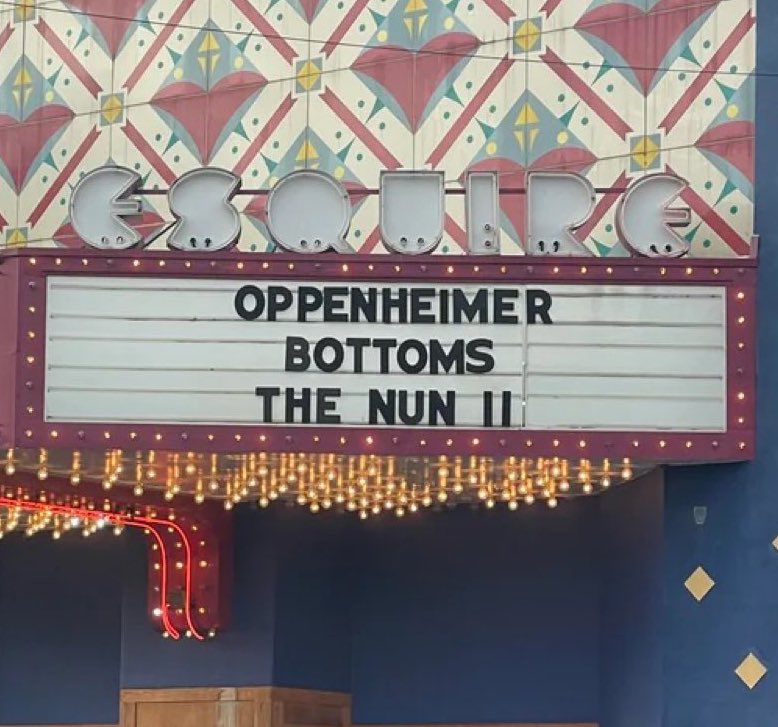 ESQUIRE
OPPENHEIMER
BOTTOMS
THE NUN II